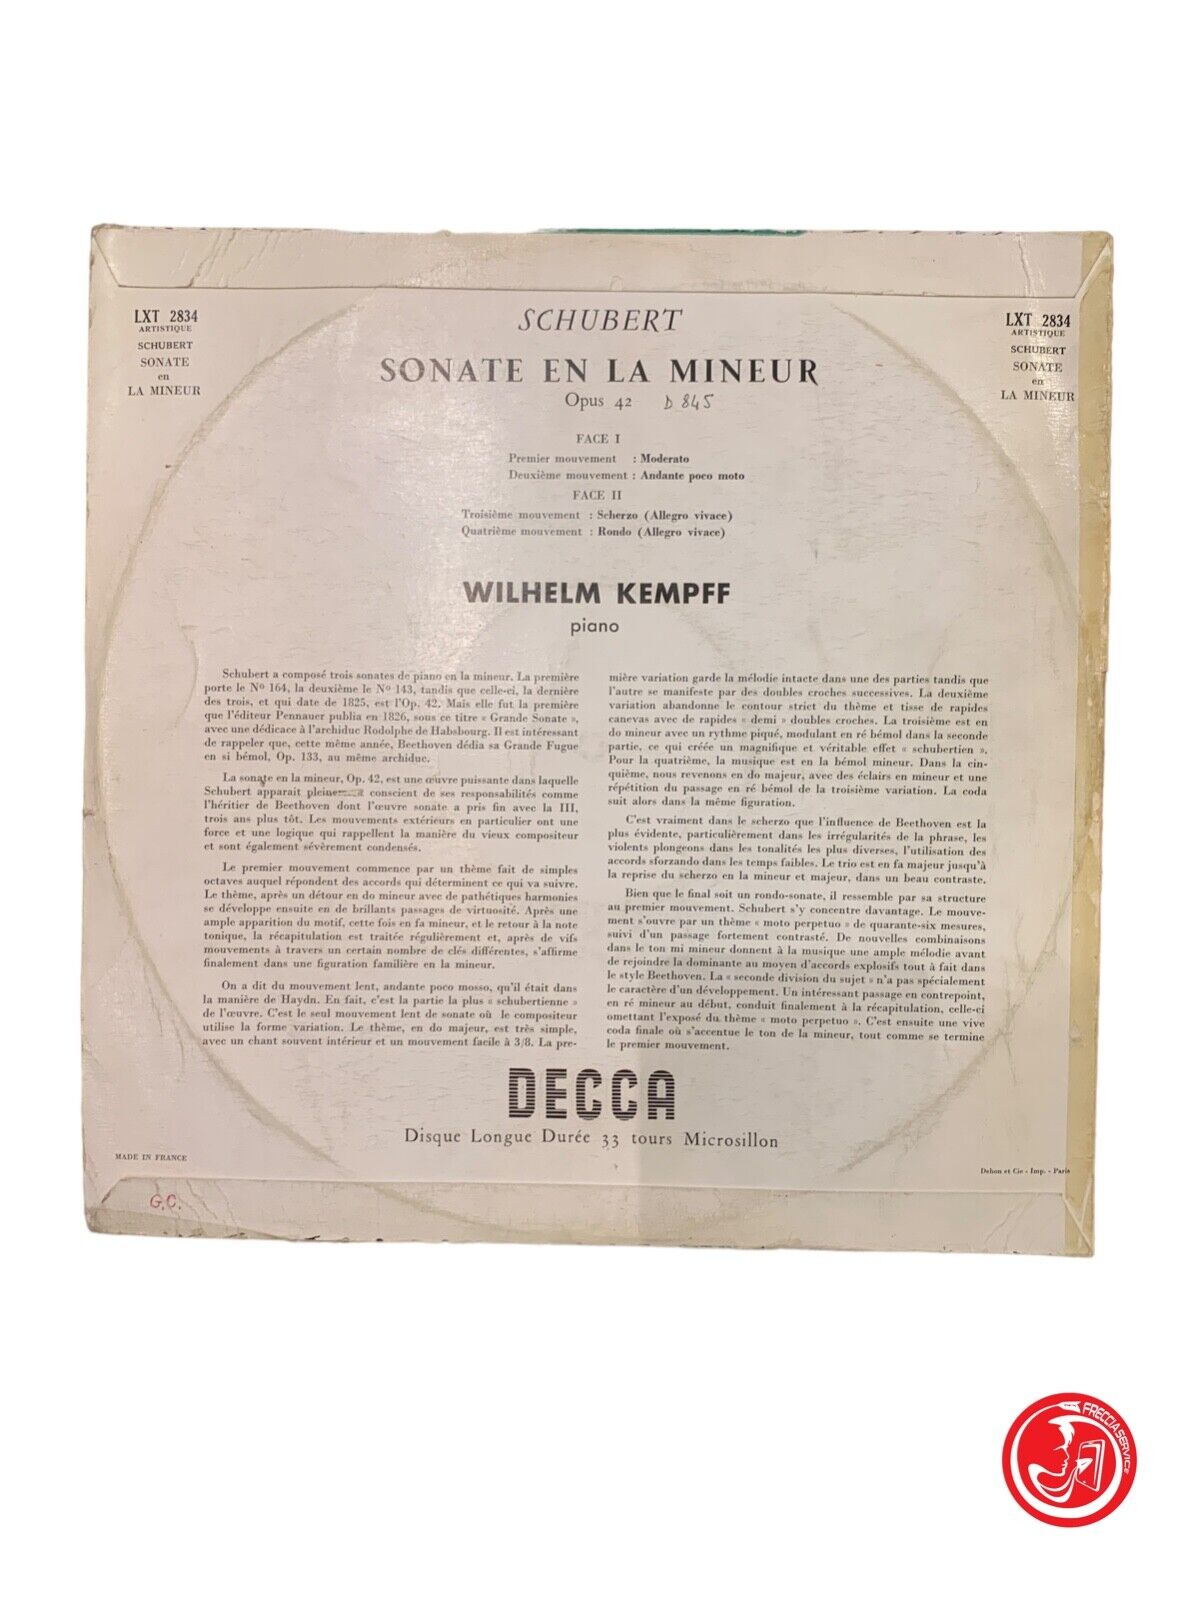 LXT 2834
ARTISTIQUE
SCHUBERT
SONATE
en
LA MINEUR
SCHUBERT
SONATE EN LA MINEUR
Opus 42 D 845
LXT 2834
ARTISTIQUE
SCHUBERT
SONATE
en
LA MINEUR
FACE I
Premier mouvement : Moderato
Deuxième mouvement : Andante poco moto
FACE II
Troisième mouvement : Scherzo (Allegro vivace)
Quatrième mouvement : Rondo (Allegro vivace)
WILHELM KEMPFF
piano
Schubert a composé trois sonates de piano en la mineur. La première
porte le Nº 164, la deuxième le Nº 143, tandis que celle-ci, la dernière
des trois, et qui date de 1825, est l'Op. 42. Mais elle fut la première
que l'éditeur Pennauer publia en 1826, sous ce titre « Grande Sonate »,
avec une dédicace à l'archiduc Rodolphe de Habsbourg. Il est intéressant
de rappeler que, cette même année, Beethoven dédia sa Grande Fugue
en si bémol, Op. 133, au même archiduc.
La sonate en la mineur, Op. 42, est une œuvre puissante dans laquelle
Schubert apparait conscient de ses responsabilités comme
l'héritier de Beethoven dont l'œuvre sonate a pris fin avec la III,
trois ans plus tôt. Les mouvements extérieurs en particulier ont une
force et une logique qui rappellent la manière du vieux compositeur
et sont également sévèrement condensés.
Le premier mouvement commence par un thème fait de simples
octaves auquel répondent des accords qui déterminent ce qui va suivre.
Le thème, après un détour en do mineur avec de pathétiques harmonies
se développe ensuite en de brillants passages de virtuosité. Après une
ample apparition du motif, cette fois en fa mineur, et le retour à la note
tonique, la récapitulation est traitée régulièrement et, après de vifs
mouvements à travers un certain nombre de clés différentes, s'affirme
finalement dans une figuration familière en la mineur.
On a dit du mouvement lent, andante poco mosso, qu'il était dans
la manière de Haydn. En fait, c'est la partie la plus « schubertienne »
de l'œuvre. C'est le seul mouvement lent de sonate où le compositeur
utilise la forme variation. Le thème, en do majeur, est très simple,
avec un chant souvent intérieur et un mouvement facile à 3/8. La pre-
mière variation garde la mélodie intacte dans une des parties tandis que
l'autre se manifeste par des doubles croches successives. La deuxième
variation abandonne le contour strict du thème et tisse de rapides
canevas avec de rapides « demi » doubles croches. La troisième est en
do mineur avec un rythme piqué, modulant en ré bémol dans la seconde
partie, ce qui créée un magnifique et véritable effet « schubertien ».
Pour la quatrième, la musique est en la bémol mineur. Dans la cin-
quième, nous revenons en do majeur, avec des éclairs en mineur et une
répétition du passage en ré bémol de la troisième variation. La coda
suit alors dans la même figuration.
C'est vraiment dans le scherzo que l'influence de Beethoven est la
plus évidente, particulièrement dans les irrégularités de la phrase, les
violents plongeons dans les tonalités les plus diverses, l'utilisation des
accords sforzando dans les temps faibles. Le trio est en fa majeur jusqu'à
la reprise du scherzo en la mineur et majeur, dans un beau contraste.
Bien que le final soit un rondo-sonate, il ressemble par sa structure
au premier mouvement. Schubert s'y concentre davantage. Le mouve-
ment s'ouvre par un thème « moto perpetuo » de quarante-six mesures,
suivi d'un passage fortement contrasté. De nouvelles combinaisons
dans le ton mi mineur donnent à la musique une ample mélodie avant
de rejoindre la dominante au moyen d'accords explosifs tout à fait dans
le style Beethoven. La « seconde division du sujet » n'a pas spécialement
le caractère d'un développement. Un intéressant passage en contrepoint,
en ré mineur au début, conduit finalement à la récapitulation, celle-ci
omettant l'exposé du thème « moto perpetuo ». C'est ensuite une vive
coda finale où s'accentue le ton de la mineur, tout comme se termine
le premier mouvement.
DECCA
Disque Longue Durée 33 tours Microsillon
MADE IN FRANCE
Dehon et Cie - Imp. - Paris
G.C.
FRECCIA SERVICE